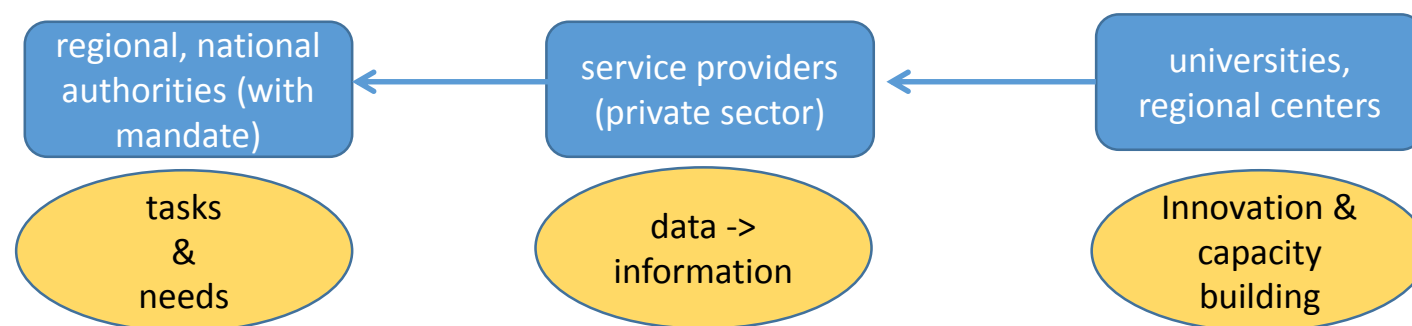 regional, national
authorities (with
mandate)
service providers
(private sector)
universities,
regional centers
tasks
&
needs
data ->
information
Innovation &
capacity
building